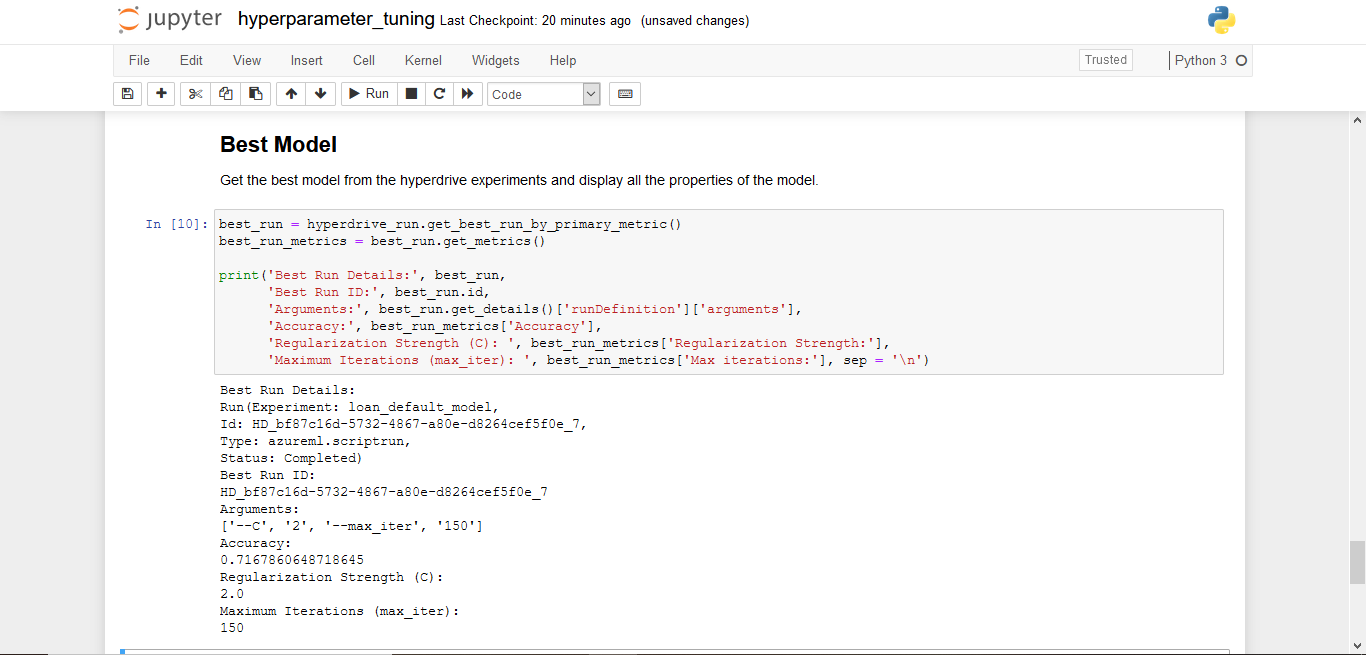 jupyter hyperparameter_tuning Last Checkpoint: 20 minutes ago (unsaved changes)
File Edit View Insert Cell Kernel Widgets Help Trusted Python 3
Run Code
Best Model
Get the best model from the hyperdrive experiments and display all the properties of the model.
In [10]: best_run = hyperdrive_run.get_best_run_by_primary_metric()
best_run_metrics = best_run.get_metrics()
print('Best Run Details:', best_run,
'Best Run ID:', best_run.id,
'Arguments:', best_run.get_details()['runDefinition']['arguments'],
'Accuracy:', best_run_metrics['Accuracy'],
'Regularization Strength (C): ', best_run_metrics['Regularization Strength:'],
'Maximum Iterations (max_iter): ', best_run_metrics['Max iterations:'], sep = '\n')
Best Run Details:
Run(Experiment: loan_default_model,
Id: HD_bf87c16d-5732-4867-a80e-d8264cef5f0e_7,
Type: azureml.scriptrun,
Status: Completed)
Best Run ID:
HD_bf87c16d-5732-4867-a80e-d8264cef5f0e_7
Arguments:
['--C', '2', '--max_iter', '150']
Accuracy:
0.7167860648718645
Regularization Strength (C):
2.0
Maximum Iterations (max_iter):
150